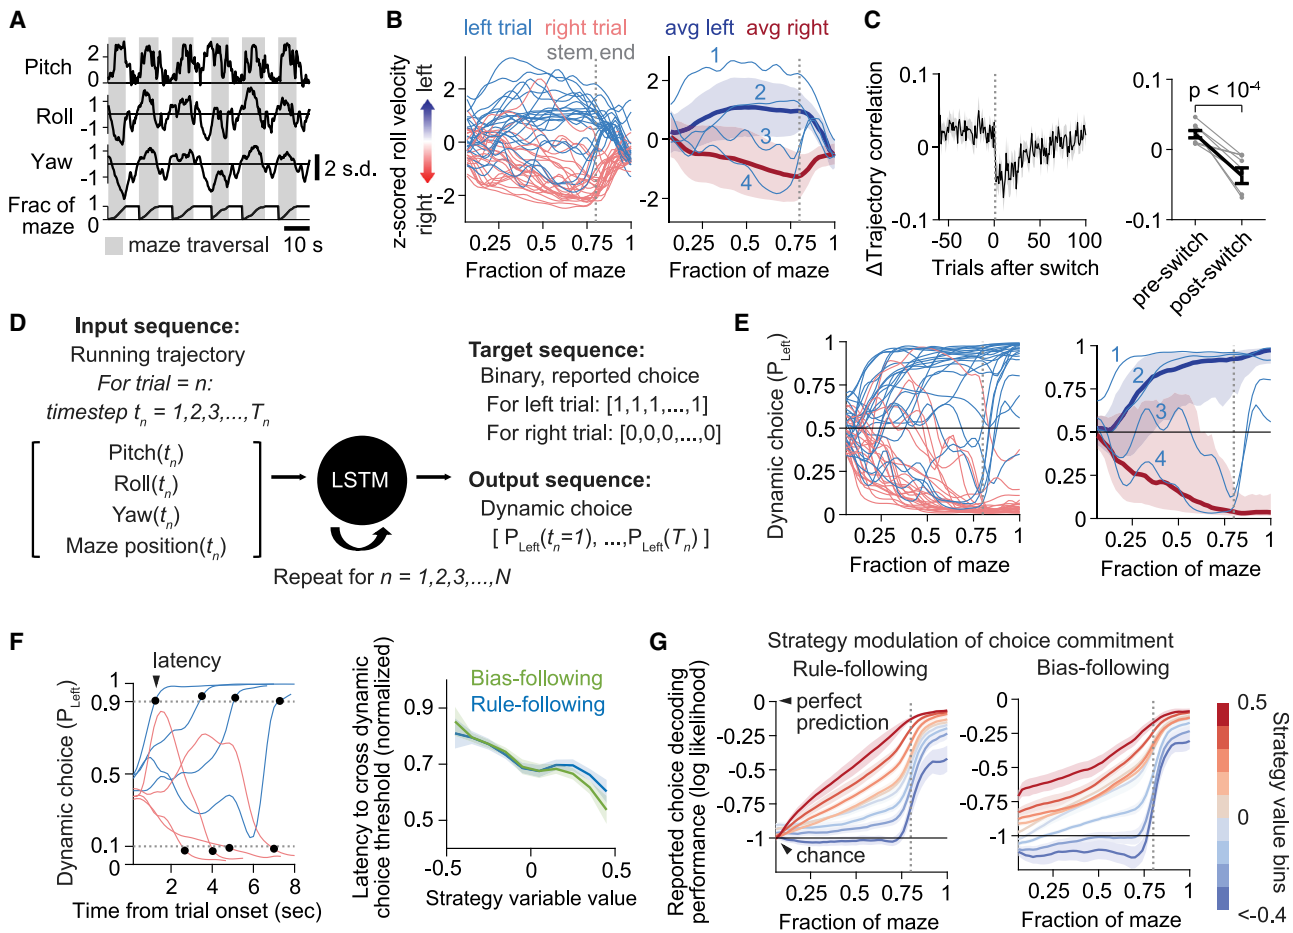 A
Pitch
2
0
Roll
1
-1
Yaw
1
-1
2 s.d.
Frac of
maze
1
0
maze traversal
10 s
B
left trial right trial
stem end
avg left avg right
z-scored roll velocity
left
right
2
0
-2
0.25 0.5 0.75 1
Fraction of maze
2
0
-2
1
2
3
4
0.25 0.5 0.75 1
Fraction of maze
C
ΔTrajectory correlation
0.1
0
-0.1
-50 0 50 100
Trials after switch
0.1
0
-0.1
p < 10⁻⁴
pre-switch
post-switch
D
Input sequence:
Running trajectory
For trial = n:
timestep tₙ = 1,2,3,...,Tₙ
Pitch(tₙ)
Roll(tₙ)
Yaw(tₙ)
Maze position(tₙ)
LSTM
Repeat for n = 1,2,3,...,N
Target sequence:
Binary, reported choice
For left trial: [1,1,1,...,1]
For right trial: [0,0,0,...,0]
Output sequence:
Dynamic choice
[ P_Left(tₙ=1), ...,P_Left(Tₙ) ]
E
Dynamic choice (P_Left)
1
0.75
0.5
0.25
0
0.25 0.5 0.75 1
Fraction of maze
1
0.75
0.5
0.25
0
1
2
3
4
0.25 0.5 0.75 1
Fraction of maze
F
latency
Dynamic choice (P_Left)
1
0.9
0.5
0.1
0
2 4 6 8
Time from trial onset (sec)
Latency to cross dynamic
choice threshold (normalized)
Bias-following
Rule-following
0.9
0.7
0.5
-0.5 0 0.5
Strategy variable value
G
Strategy modulation of choice commitment
Rule-following
Bias-following
Reported choice decoding
performance (log likelihood)
0
-0.25
-0.5
-0.75
-1
perfect
prediction
chance
0.25 0.5 0.75 1
Fraction of maze
0
-0.25
-0.5
-0.75
-1
0.25 0.5 0.75 1
Fraction of maze
0.5
0
<-0.4
Strategy value bins